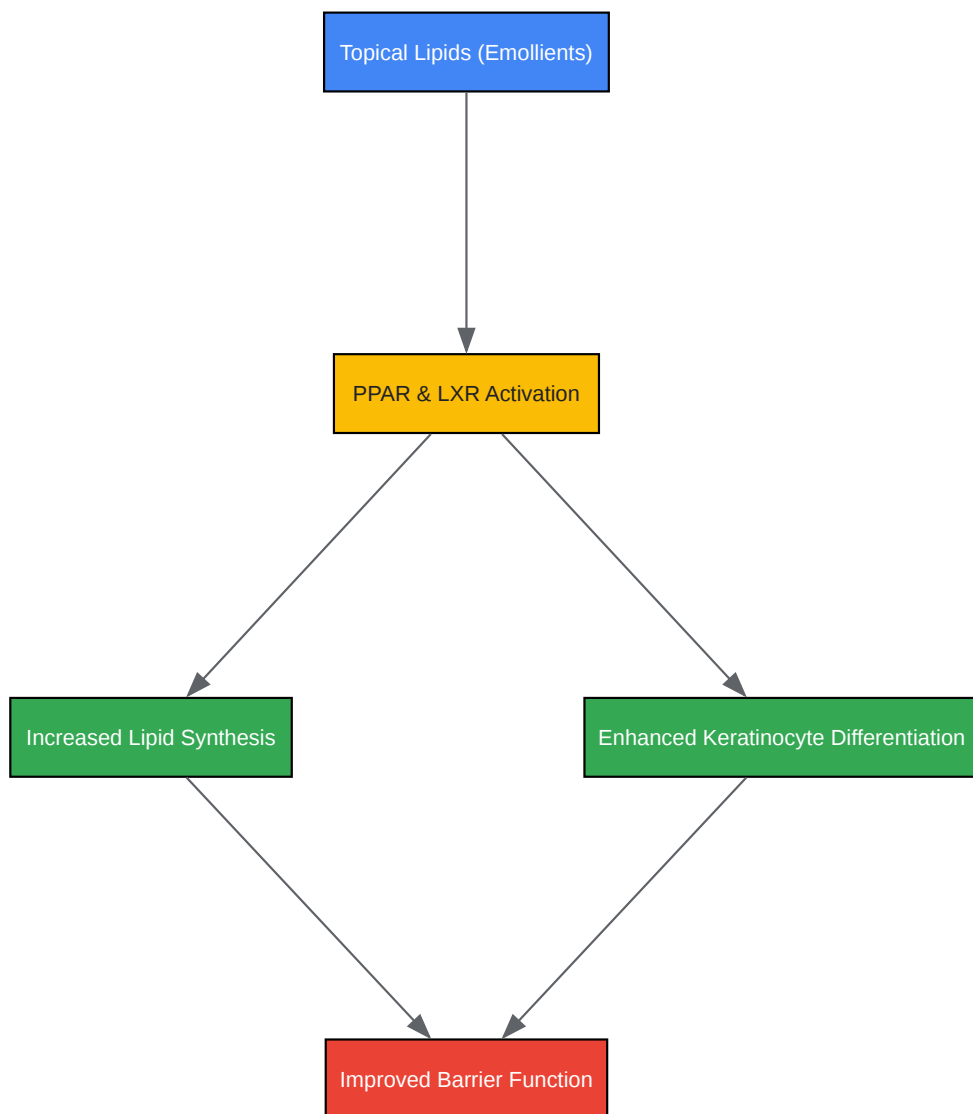 Topical Lipids (Emollients)
PPAR & LXR Activation
Increased Lipid Synthesis
Enhanced Keratinocyte Differentiation
Improved Barrier Function